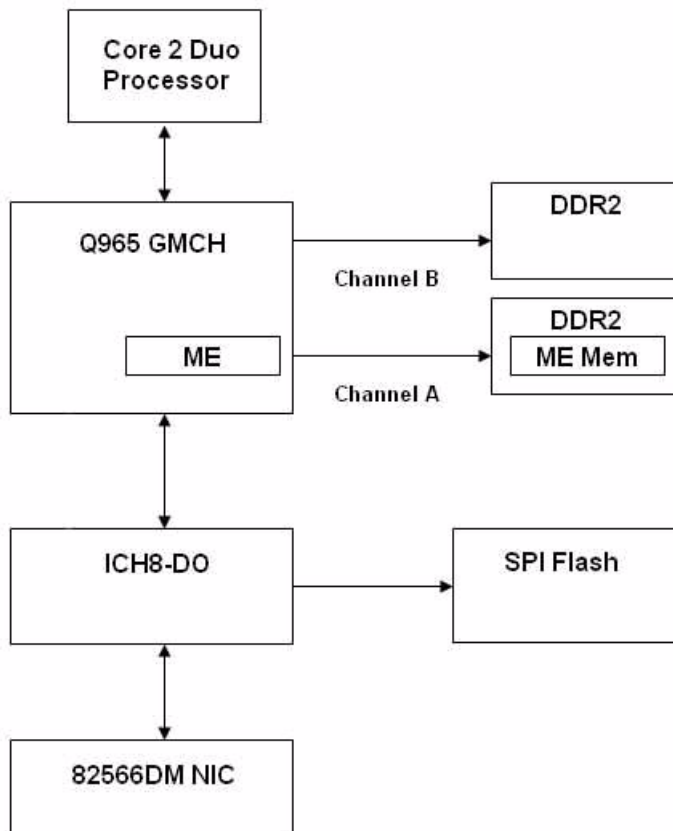 Core 2 Duo
Processor
Q965 GMCH
DDR2
Channel B
DDR2
ME
ME Mem
Channel A
ICH8-DO
SPI Flash
82566DM NIC